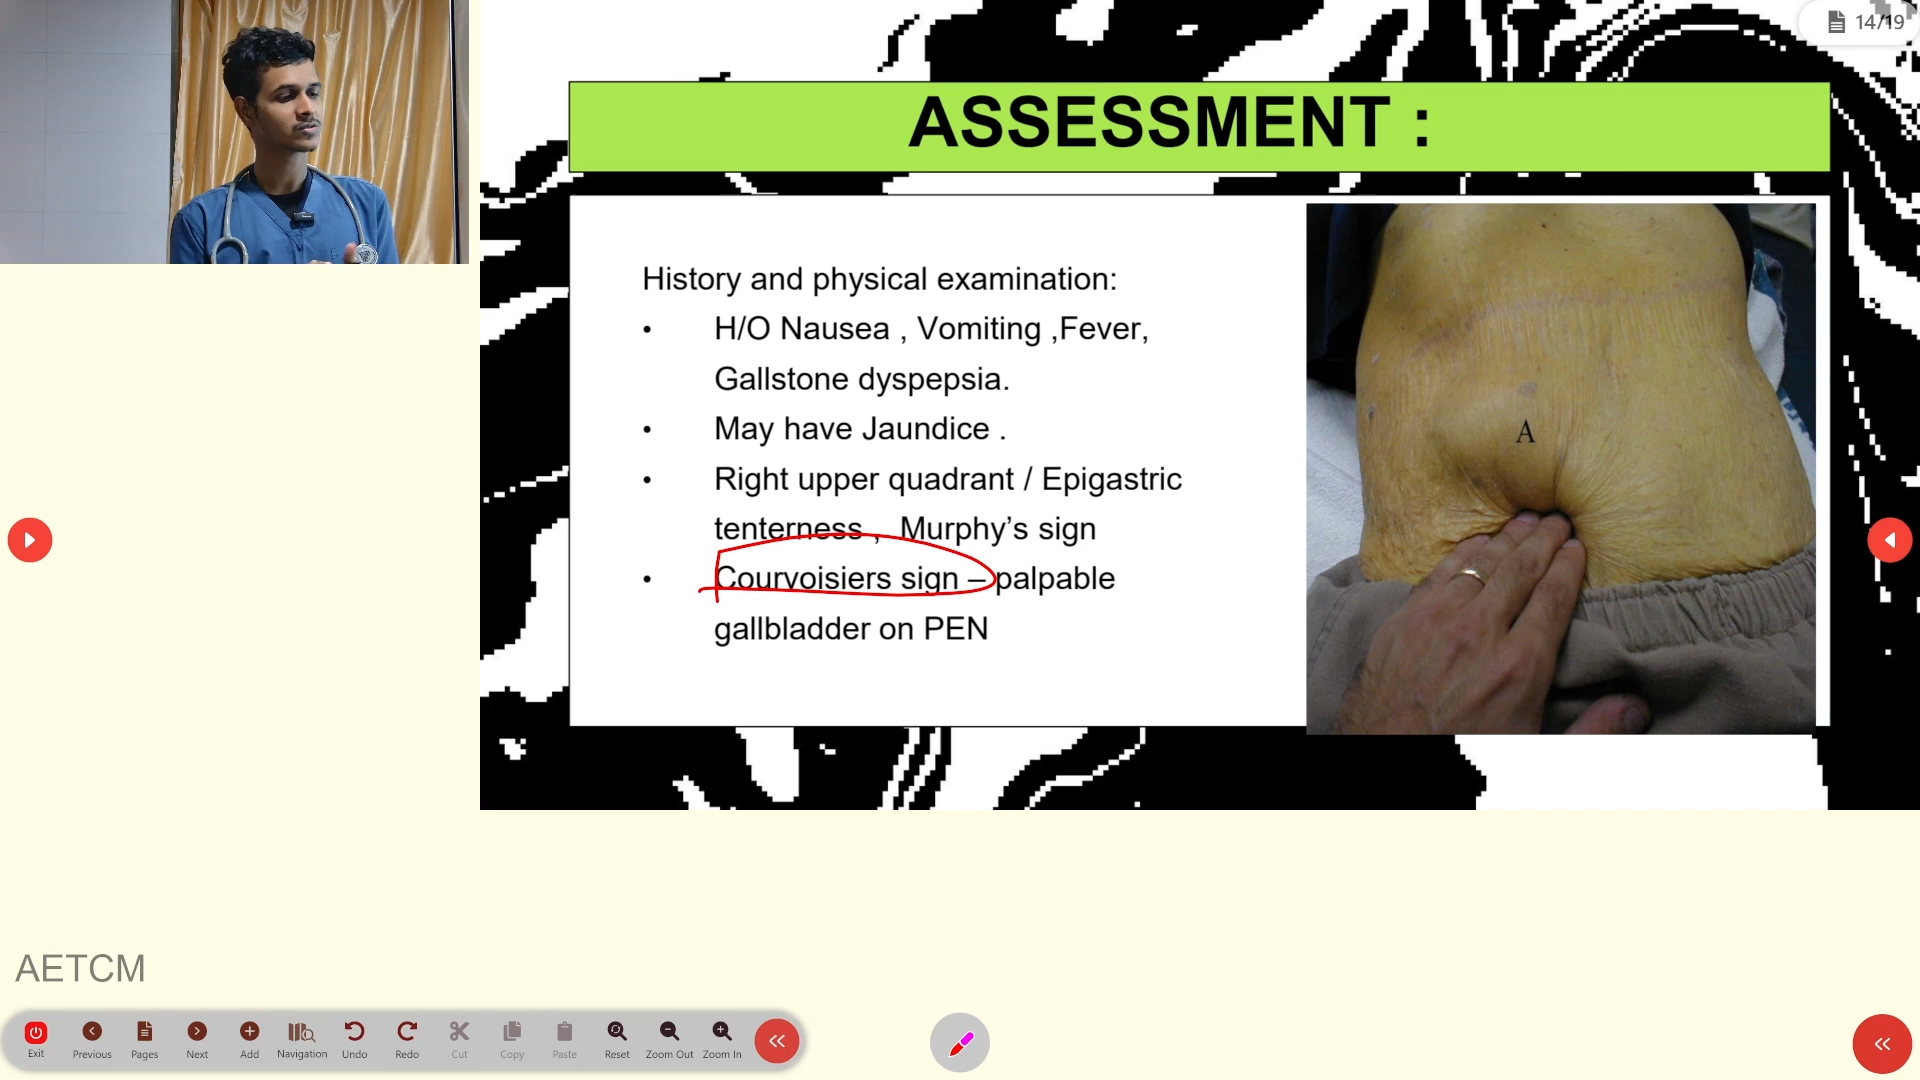 14/19
ASSESSMENT :
History and physical examination:
• H/O Nausea , Vomiting ,Fever,
Gallstone dyspepsia.
• May have Jaundice .
• Right upper quadrant / Epigastric
tenterness , Murphy’s sign
• Courvoisiers sign – palpable
gallbladder on PEN
A
AETCM
Exit Previous Pages Next Add Navigation Undo Redo Cut Copy Paste Reset Zoom Out Zoom In